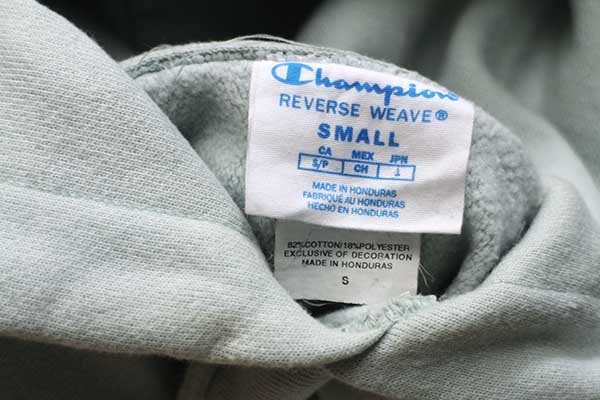 Champion
REVERSE WEAVE®
SMALL
CA MEX JPN
S/P CH 1
MADE IN HONDURAS
FABRIQUÉ AU HONDURAS
HECHO EN HONDURAS
82%COTTON/18%POLYESTER
EXCLUSIVE OF DECORATION
MADE IN HONDURAS
S